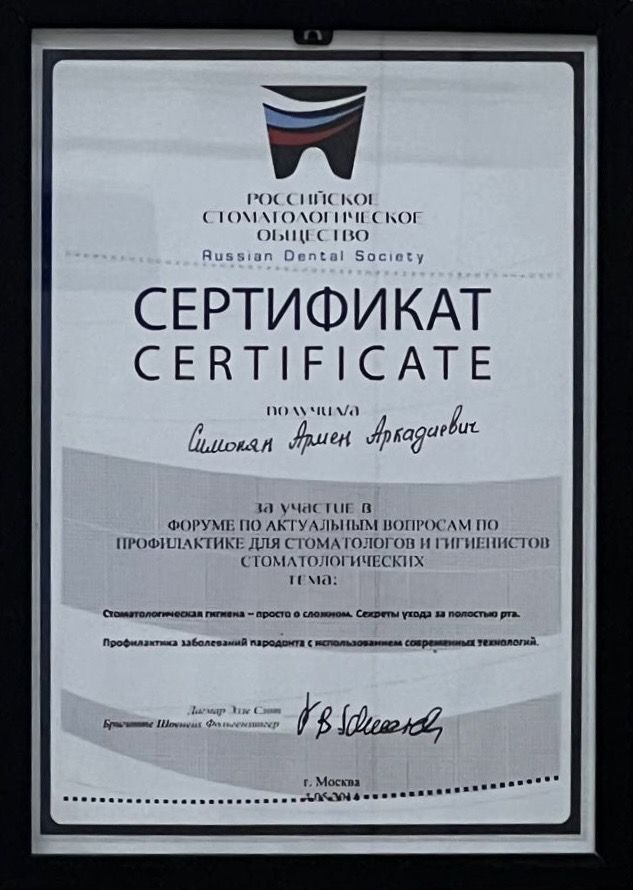 РОССИЙСКОЕ
СТОМАТОЛОГИЧЕСКОЕ
ОБЩЕСТВО
Russian Dental Society
СЕРТИФИКАТ
CERTIFICATE
получил/а
Симонян Армен Аркадиевич
за участие в
ФОРУМЕ ПО АКТУАЛЬНЫМ ВОПРОСАМ ПО
ПРОФИЛАКТИКЕ ДЛЯ СТОМАТОЛОГОВ И ГИГИЕНИСТОВ
СТОМАТОЛОГИЧЕСКИХ
тема:
Стоматологическая гигиена – просто о сложном. Секреты ухода за полостью рта.
Профилактика заболеваний пародонта с использованием современных технологий.
Дагмар Элзе
г. Москва